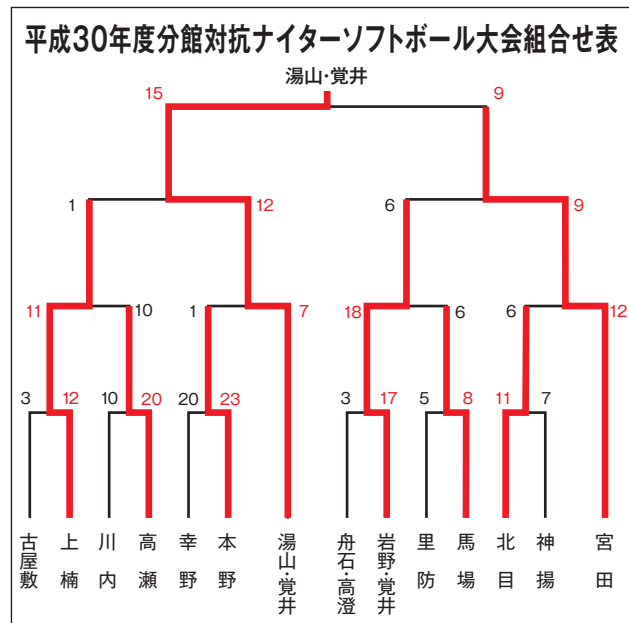 平成30年度分館対抗ナイターソフトボール大会組合せ表
湯山・覚井
15
9
1
12
6
9
11
10
1
7
18
6
6
12
3
12
10
20
20
23
3
17
5
8
11
7
古屋敷
上楠
川内
高瀬
幸野
本野
湯山・覚井
舟石・高澄
岩野・覚井
里防
馬場
北目
神揚
宮田